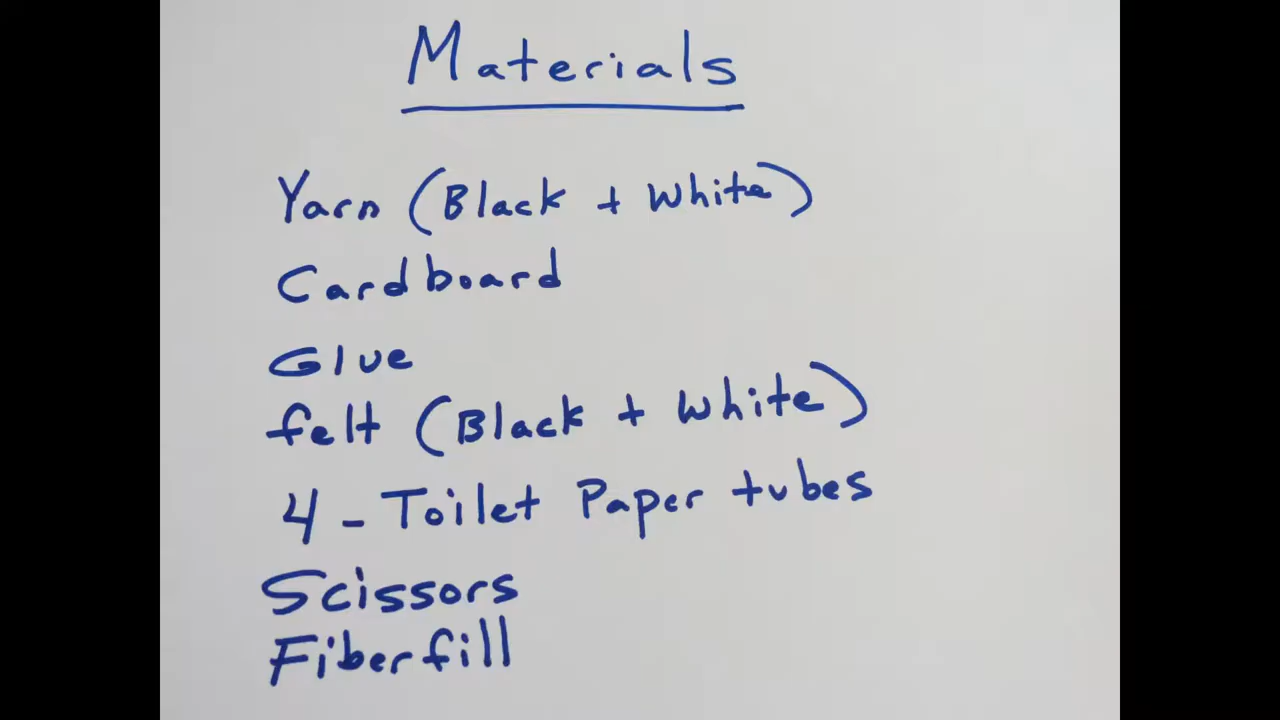 Materials
Yarn (Black + White)
Cardboard
Glue
felt (Black + White)
4 - Toilet Paper tubes
Scissors
Fiberfill